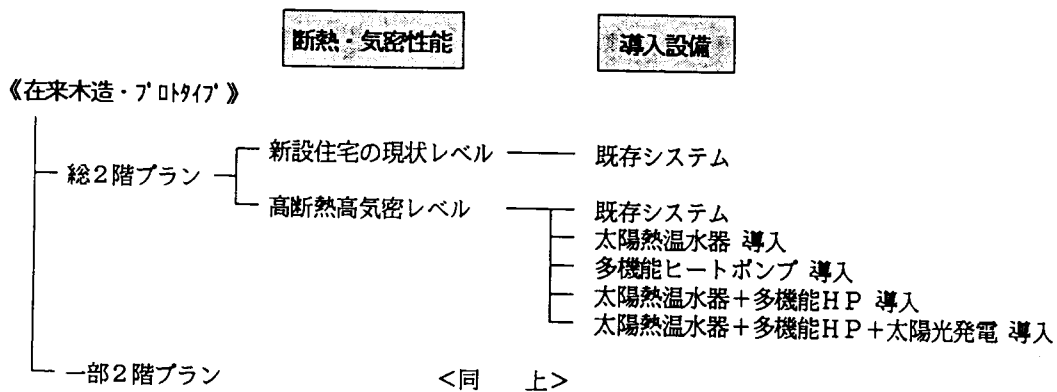 断熱・気密性能　導入設備
《在来木造・ﾌﾟﾛﾄﾀｲﾌﾟ》
総２階プラン　新設住宅の現状レベル　既存システム
高断熱高気密レベル　既存システム
太陽熱温水器 導入
多機能ヒートポンプ 導入
太陽熱温水器＋多機能ＨＰ 導入
太陽熱温水器＋多機能ＨＰ＋太陽光発電 導入
一部２階プラン　＜同　上＞